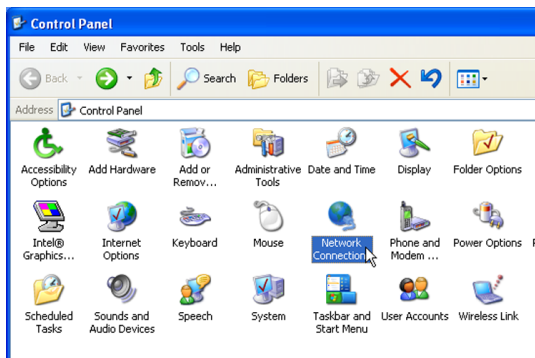 Control Panel
File Edit View Favorites Tools Help
Back Search Folders
Address Control Panel
Accessibility Options
Add Hardware
Add or Remov...
Administrative Tools
Date and Time
Display
Folder Options
Intel® Graphics...
Internet Options
Keyboard
Mouse
Network Connection
Phone and Modem ...
Power Options
Scheduled Tasks
Sounds and Audio Devices
Speech
System
Taskbar and Start Menu
User Accounts
Wireless Link